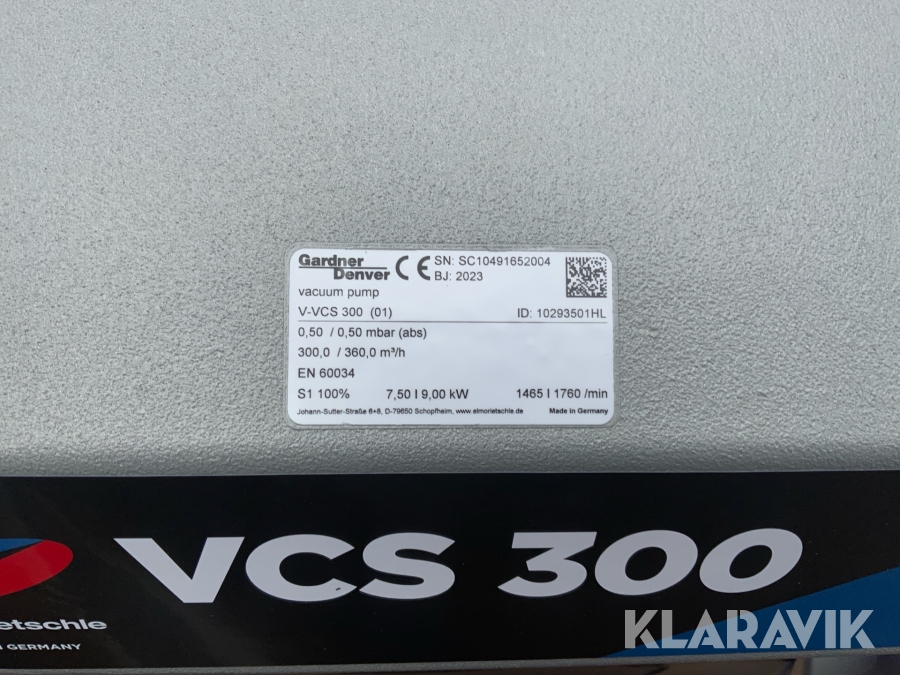 Gardner
Denver
CE
SN: SC10491652004
BJ: 2023
vacuum pump
V-VCS 300 (01) ID: 10293501HL
0,50 / 0,50 mbar (abs)
300,0 / 360,0 m³/h
EN 60034
S1 100% 7,50 I 9,00 kW 1465 I 1760 /min
Johann-Sutter-Straße 6+8, D-79650 Schopfheim, www.elmorietschle.de Made in Germany
VCS 300
ietschle
GERMANY
KLARAVIK